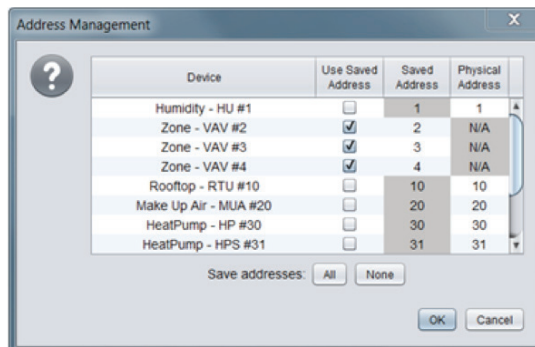 Address Management
Device Use Saved Address Saved Address Physical Address
Humidity - HU #1 1 1
Zone - VAV #2 2 N/A
Zone - VAV #3 3 N/A
Zone - VAV #4 4 N/A
Rooftop - RTU #10 10 10
Make Up Air - MUA #20 20 20
HeatPump - HP #30 30 30
HeatPump - HPS #31 31 31
Save addresses: All None
OK Cancel